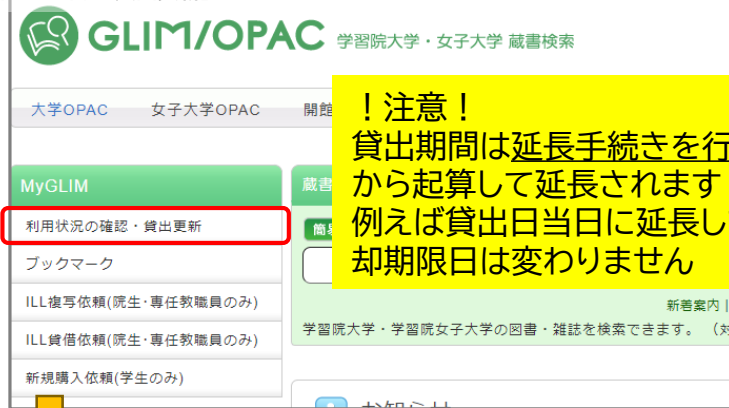 GLIM/OPAC 学習院大学・女子大学 蔵書検索
大学OPAC 女子大学OPAC 開館
！注意！
貸出期間は延長手続きを行
から起算して延長されます
例えば貸出日当日に延長し
却期限日は変わりません
MyGLIM
利用状況の確認・貸出更新
ブックマーク
ILL複写依頼(院生･専任教職員のみ)
ILL貸借依頼(院生･専任教職員のみ)
新規購入依頼(学生のみ)
蔵書
簡易
新着案内 |
学習院大学・学習院女子大学の図書・雑誌を検索できます。 （対
お知らせ